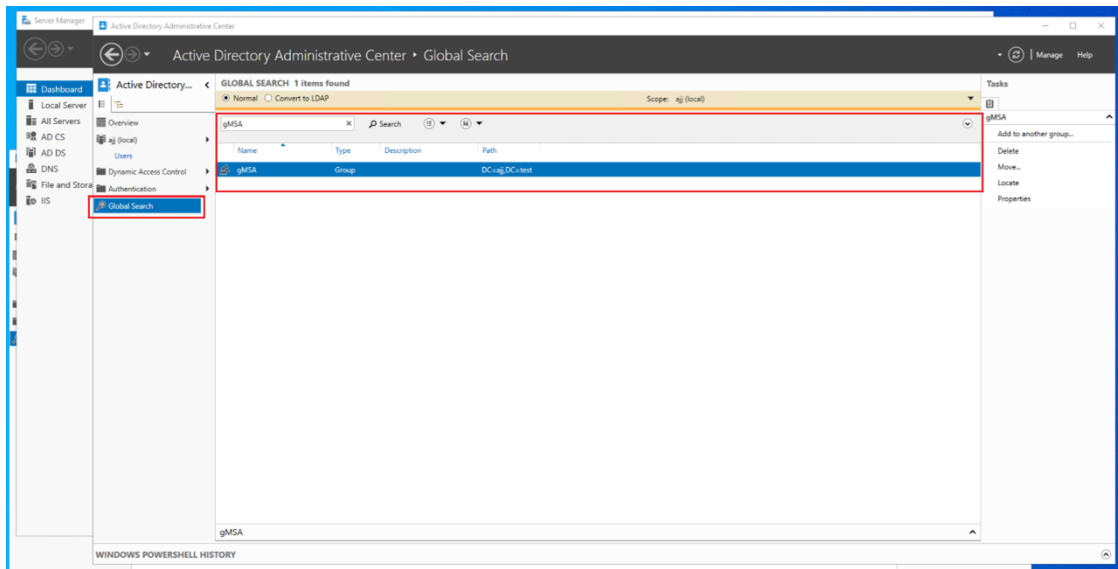 Server Manager
Active Directory Administrative Center
Active Directory Administrative Center • Global Search
Manage Help
Dashboard
Local Server
All Servers
AD CS
AD DS
DNS
File and Stora
IIS
Active Directory...
Overview
ajj (local)
Users
Dynamic Access Control
Authentication
Global Search
GLOBAL SEARCH 1 items found
Normal Convert to LDAP Scope: ajj (local)
gMSA Search
Name Type Description Path
gMSA Group DC=ajj,DC=test
gMSA
WINDOWS POWERSHELL HISTORY
Tasks
gMSA
Add to another group...
Delete
Move...
Locate
Properties